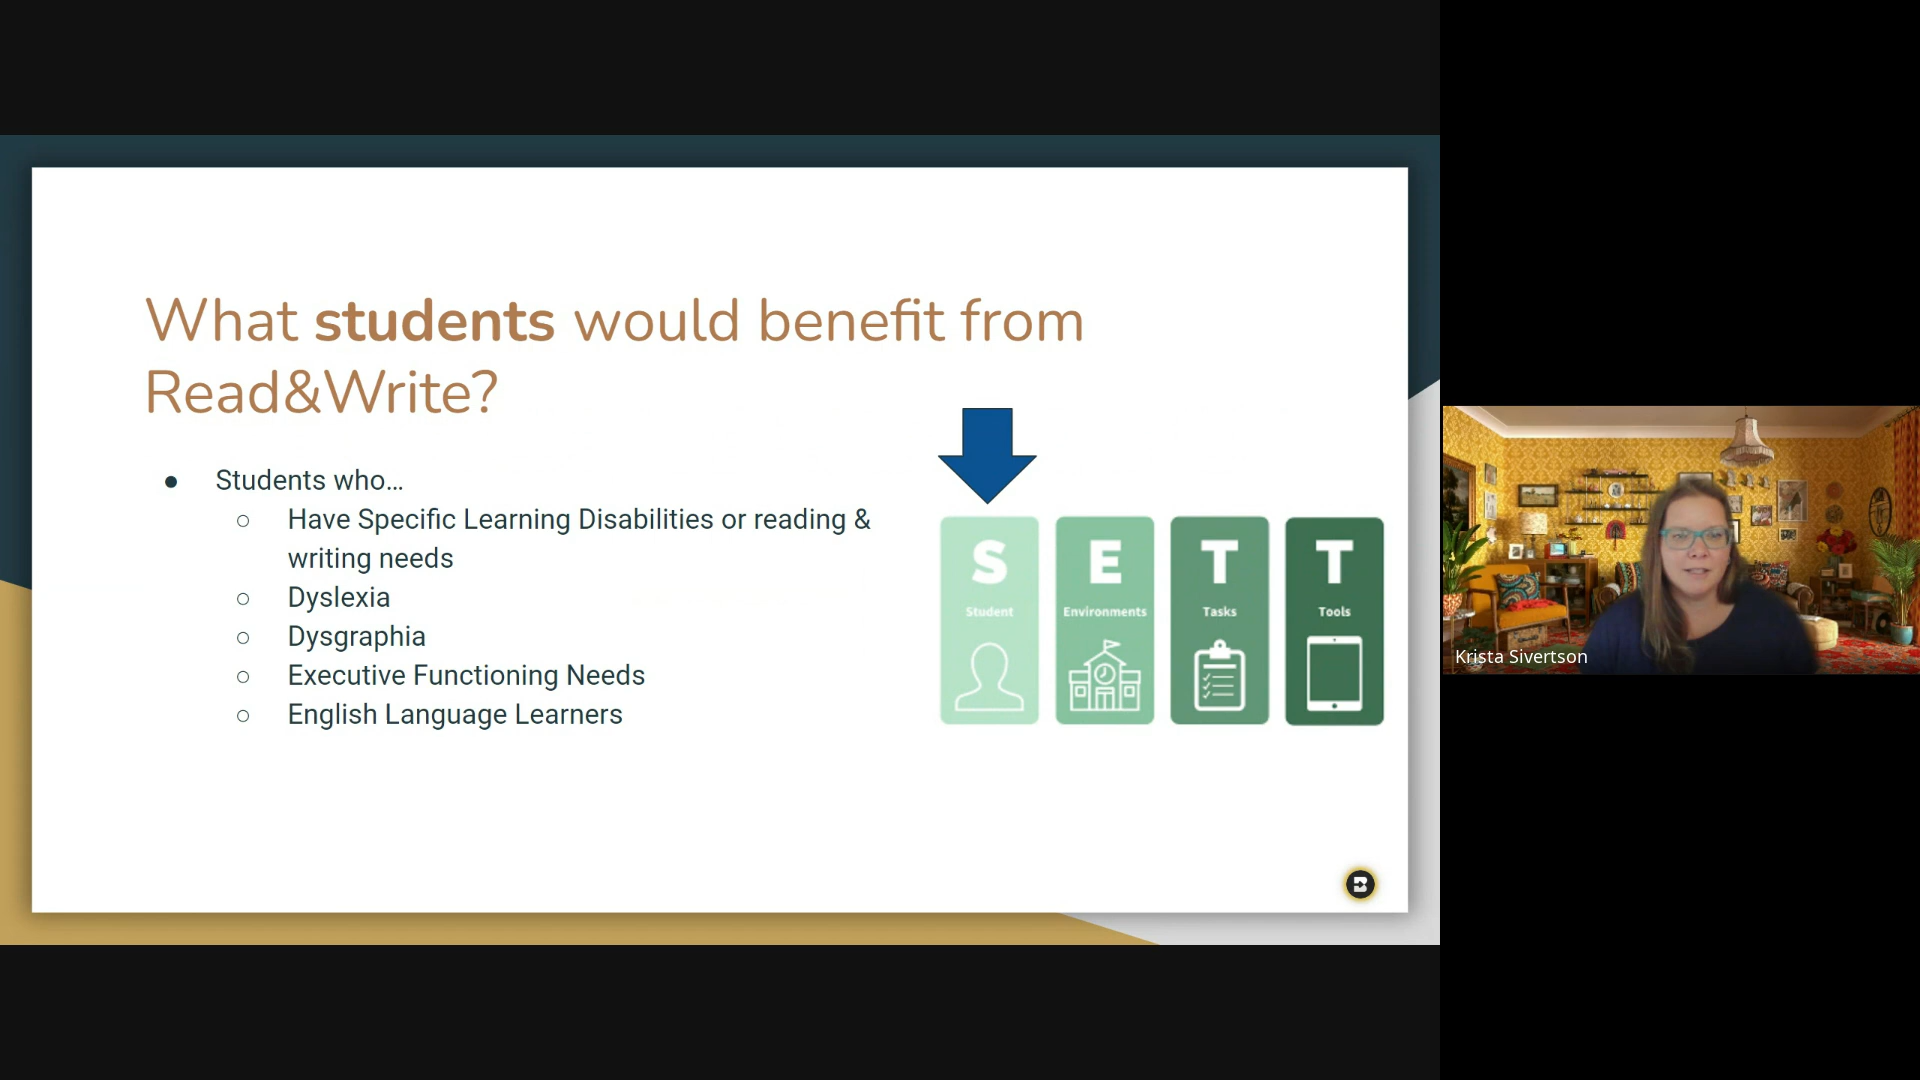 What students would benefit from
Read&Write?
● Students who...
○ Have Specific Learning Disabilities or reading &
writing needs
○ Dyslexia
○ Dysgraphia
○ Executive Functioning Needs
○ English Language Learners
S
Student
E
Environments
T
Tasks
T
Tools
B
Krista Sivertson